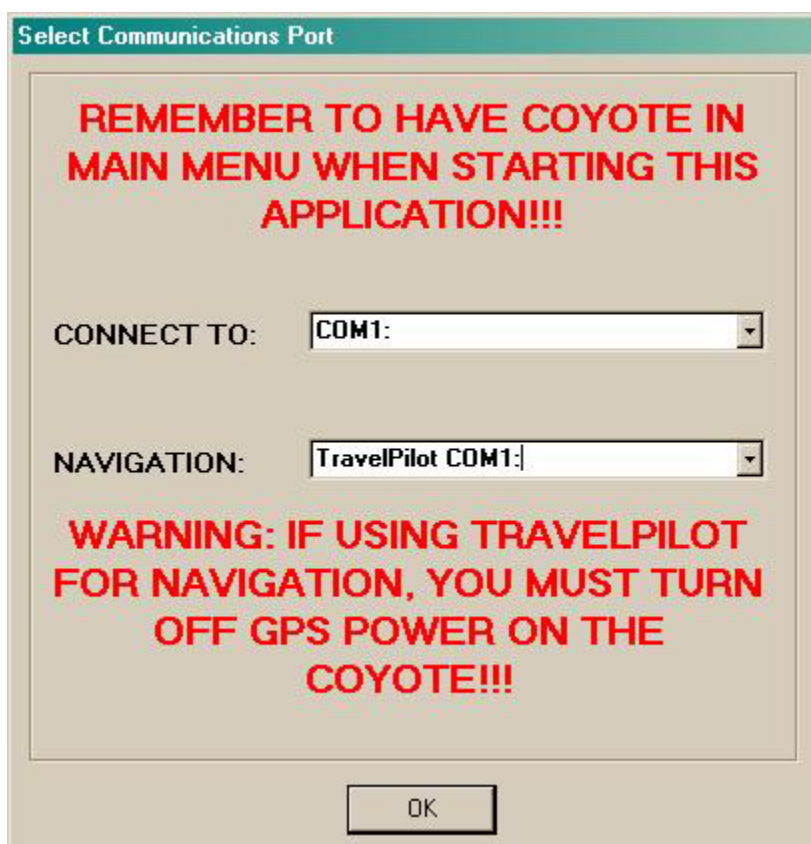 Select Communications Port
REMEMBER TO HAVE COYOTE IN
MAIN MENU WHEN STARTING THIS
APPLICATION!!!
CONNECT TO: COM1:
NAVIGATION: TravelPilot COM1:
WARNING: IF USING TRAVELPILOT
FOR NAVIGATION, YOU MUST TURN
OFF GPS POWER ON THE
COYOTE!!!
OK